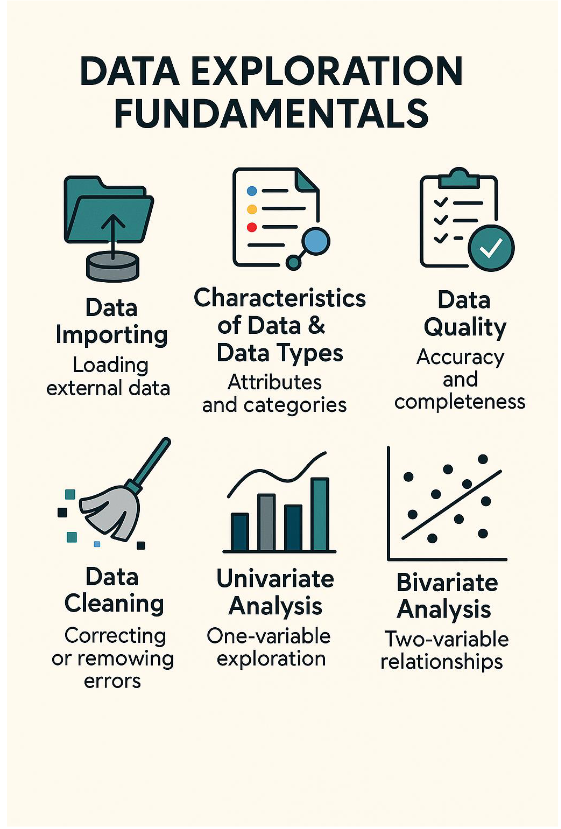 DATA EXPLORATION
FUNDAMENTALS
Data
Importing
Loading
external data
Characteristics
of Data &
Data Types
Attributes
and categories
Data
Quality
Accuracy
and
completeness
Data
Cleaning
Correcting
or remowing
errors
Univariate
Analysis
One-variable
exploration
Bivariate
Analysis
Two-variable
relationships